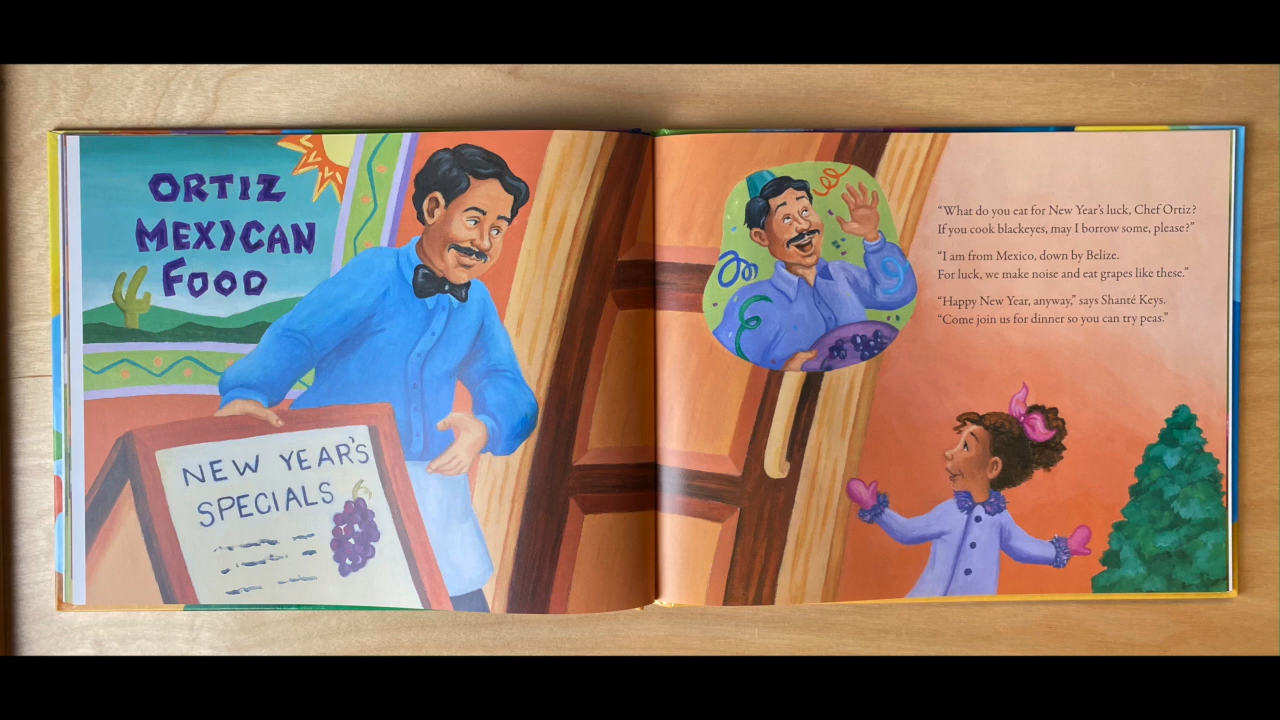 ORTIZ
MEXICAN
FOOD
NEW YEAR'S
SPECIALS
“What do you eat for New Year’s luck, Chef Ortiz?
If you cook blackeyes, may I borrow some, please?”
“I am from Mexico, down by Belize.
For luck, we make noise and eat grapes like these.”
“Happy New Year, anyway,” says Shanté Keys.
“Come join us for dinner so you can try peas.”